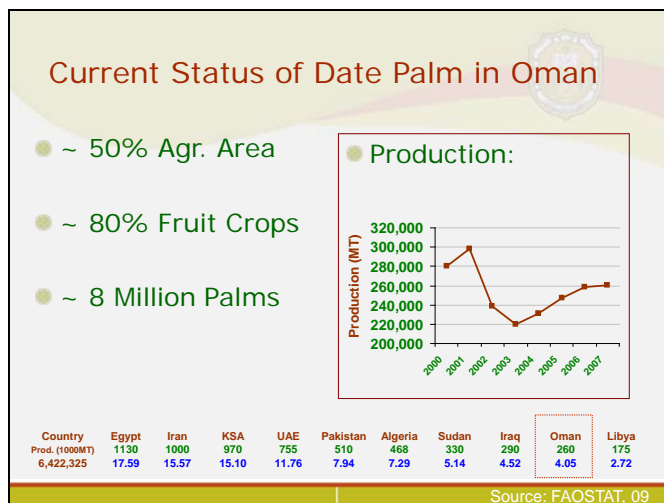 Current Status of Date Palm in Oman
~ 50% Agr. Area
~ 80% Fruit Crops
~ 8 Million Palms
Production:
Production (MT)
320,000
300,000
280,000
260,000
240,000
220,000
200,000
2000 2001 2002 2003 2004 2005 2006 2007
Country Egypt Iran KSA UAE Pakistan Algeria Sudan Iraq Oman Libya
Prod. (1000MT) 1130 1000 970 755 510 468 330 290 260 175
6,422,325 17.59 15.57 15.10 11.76 7.94 7.29 5.14 4.52 4.05 2.72
Source: FAOSTAT, 09